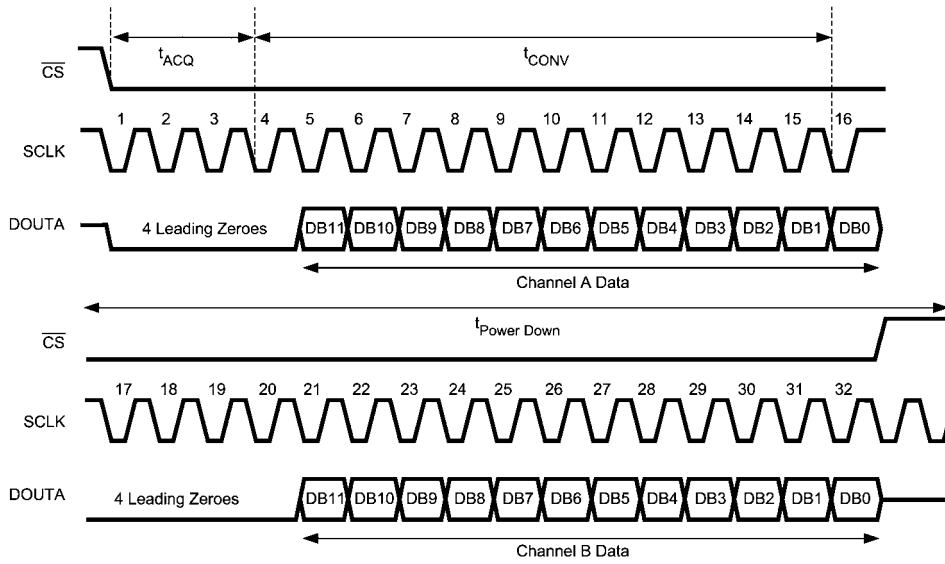 tACQ tCONV
CS
1 2 3 4 5 6 7 8 9 10 11 12 13 14 15 16
SCLK
DOUTA 4 Leading Zeroes DB11 DB10 DB9 DB8 DB7 DB6 DB5 DB4 DB3 DB2 DB1 DB0
Channel A Data
tPower Down
CS
17 18 19 20 21 22 23 24 25 26 27 28 29 30 31 32
SCLK
DOUTA 4 Leading Zeroes DB11 DB10 DB9 DB8 DB7 DB6 DB5 DB4 DB3 DB2 DB1 DB0
Channel B Data